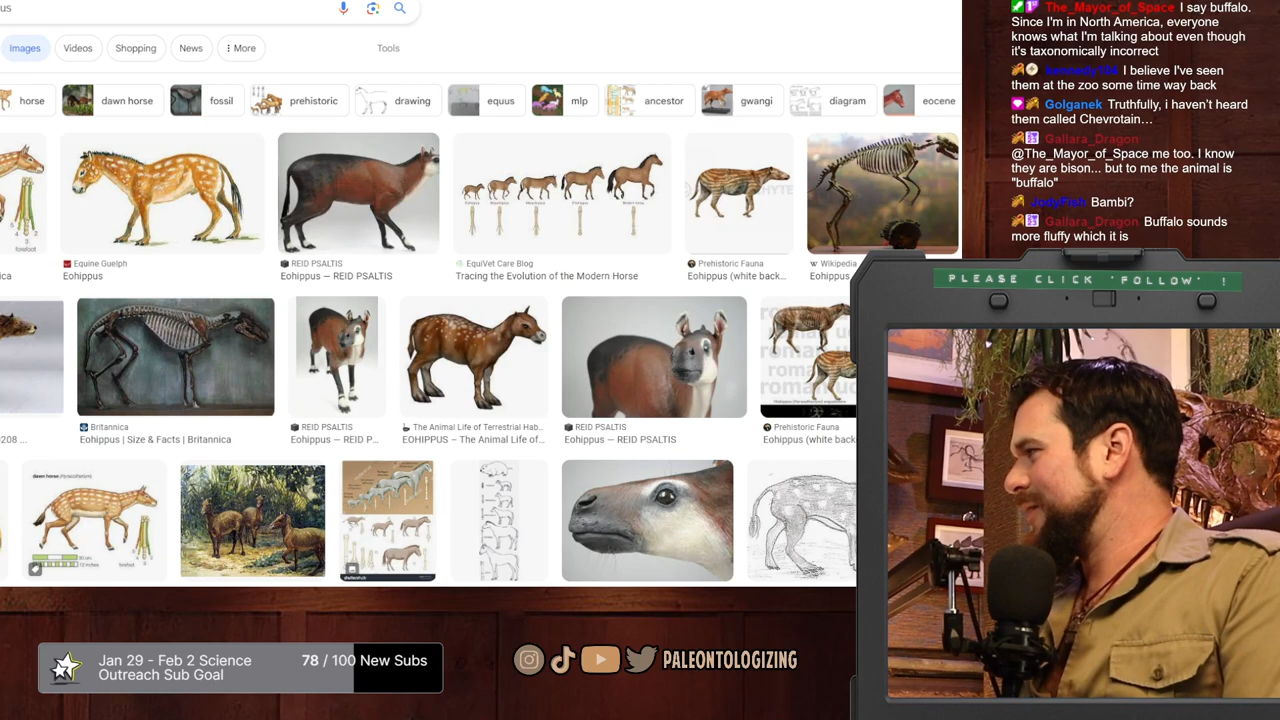 us
Images
Videos
Shopping
News
More
Tools
horse
dawn horse
fossil
prehistoric
drawing
equus
mlp
ancestor
gwangi
diagram
eocene
Equine Guelph
Eohippus
REID PSALTIS
Eohippus — REID PSALTIS
EquiVet Care Blog
Tracing the Evolution of the Modern Horse
Prehistoric Fauna
Eohippus (white back...
Wikipedia
Eohippus
ica
208 ...
Britannica
Eohippus | Size & Facts | Britannica
REID PSALTIS
Eohippus — REID P...
The Animal Life of Terrestrial Hab...
EOHIPPUS – The Animal Life of...
REID PSALTIS
Eohippus — REID PSALTIS
Prehistoric Fauna
Eohippus (white back
dawn horse
forefoot
The_Mayor_of_Space I say buffalo.
Since I'm in North America, everyone
knows what I'm talking about even though
it's taxonomically incorrect
I believe I've seen
them at the zoo some time way back
Golganek Truthfully, i haven't heard
them called Chevrotain…
Gallara_Dragon
@The_Mayor_of_Space me too. I know
they are bison... but to me the animal is
"buffalo"
JodyFish Bambi?
Gallara_Dragon Buffalo sounds
more fluffy which it is
PLEASE CLICK 'FOLLOW' !
Jan 29 - Feb 2 Science
Outreach Sub Goal
78 / 100 New Subs
PALEONTOLOGIZING